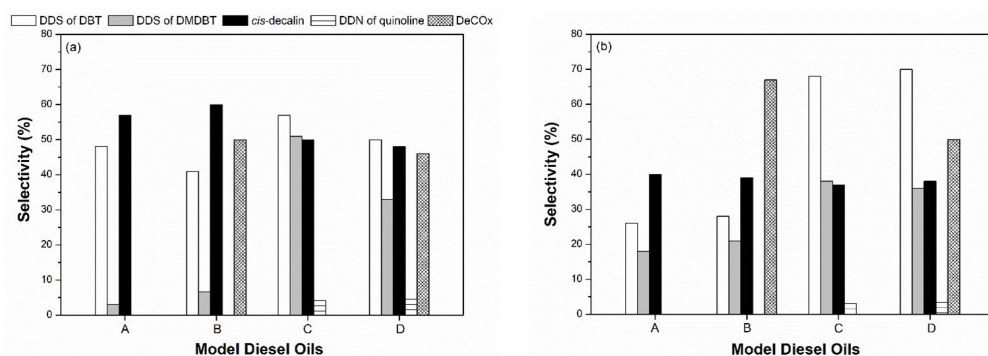 DDS of DBT DDS of DMDBT cis-decalin DDN of quinoline DeCOx
(a)
80
70
60
50
40
30
20
10
0
Selectivity (%)
A B C D
Model Diesel Oils
(b)
80
70
60
50
40
30
20
10
0
Selectivity (%)
A B C D
Model Diesel Oils